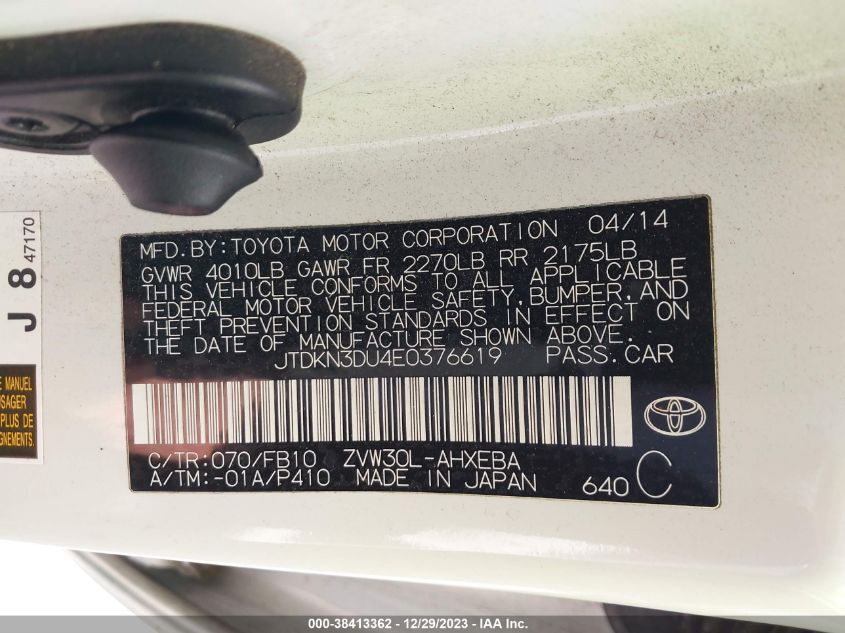 MFD.BY:TOYOTA MOTOR CORPORATION 04/14
GVWR 4010LB GAWR FR 2270LB RR 2175LB
THIS VEHICLE CONFORMS TO ALL APPLICABLE
FEDERAL MOTOR VEHICLE SAFETY,BUMPER,AND
THEFT PREVENTION STANDARDS IN EFFECT ON
THE DATE OF MANUFACTURE SHOWN ABOVE.
JTDKN3DU4E0376619 PASS.CAR
C/TR:070/FB10 ZVW30L-AHXEBA
A/TM:-01A/P410 MADE IN JAPAN 640 C
J 8 47170
E MANUEL
USAGER
PLUS DE
GNEMENTS.
000-38413362 - 12/29/2023 - IAA Inc.